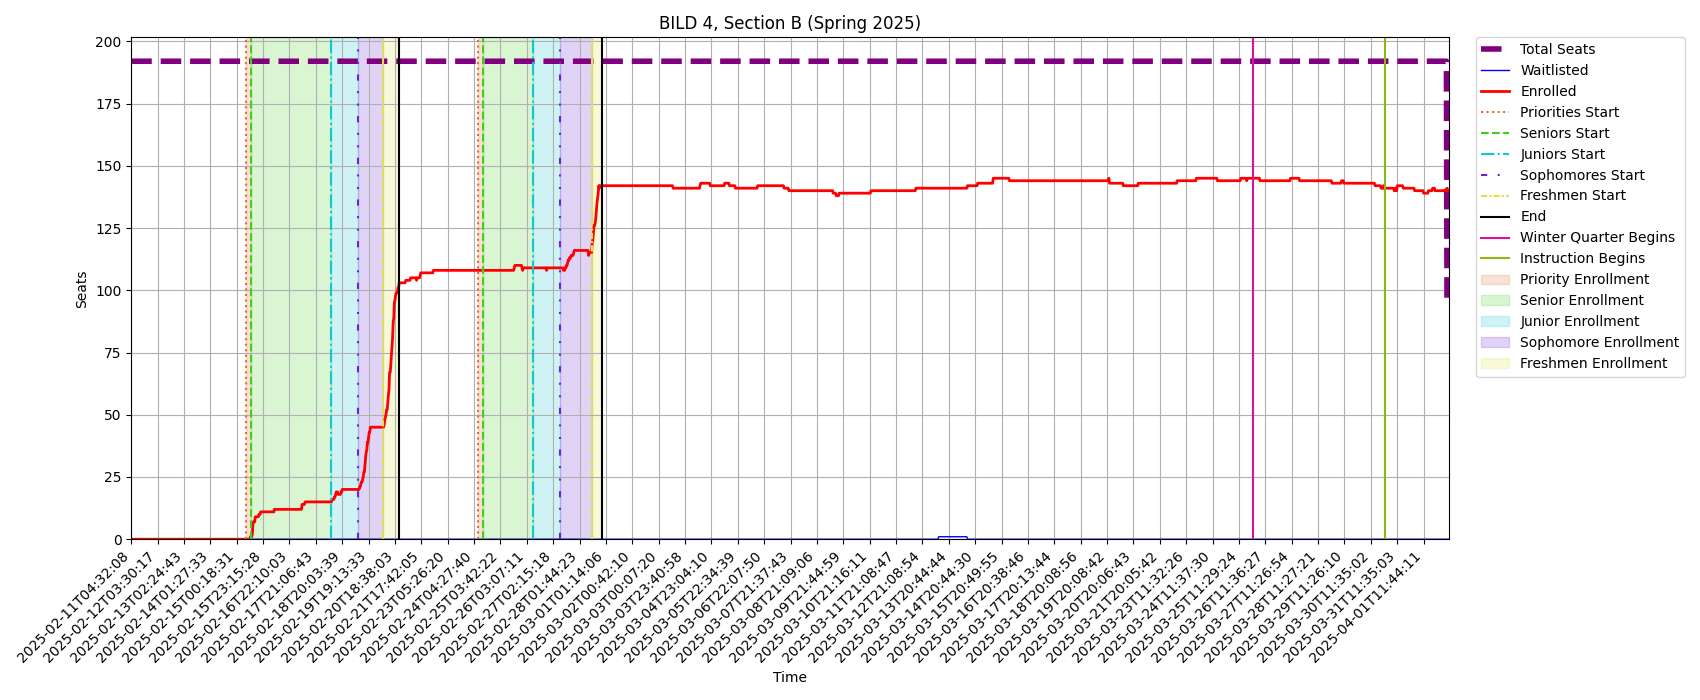 BILD 4, Section B (Spring 2025)
Seats
200
175
150
125
100
75
50
25
0
2025-02-11T04:32:08
2025-02-12T03:30:17
2025-02-13T02:24:43
2025-02-14T01:27:33
2025-02-15T00:18:31
2025-02-15T23:15:28
2025-02-16T22:10:03
2025-02-17T21:06:43
2025-02-18T20:03:39
2025-02-19T19:13:33
2025-02-20T18:38:03
2025-02-21T17:42:05
2025-02-23T05:26:20
2025-02-24T04:27:40
2025-02-25T03:42:22
2025-02-26T03:07:11
2025-02-27T02:15:18
2025-02-28T01:44:23
2025-03-01T01:14:06
2025-03-02T00:42:10
2025-03-03T00:07:20
2025-03-03T23:40:58
2025-03-04T23:04:10
2025-03-05T22:34:39
2025-03-06T22:07:50
2025-03-07T21:37:43
2025-03-08T21:09:06
2025-03-09T21:44:59
2025-03-10T21:16:11
2025-03-11T21:08:47
2025-03-12T21:08:54
2025-03-13T20:44:44
2025-03-14T20:44:30
2025-03-15T20:49:55
2025-03-16T20:38:46
2025-03-17T20:13:44
2025-03-18T20:08:56
2025-03-19T20:08:42
2025-03-20T20:06:43
2025-03-21T20:05:42
2025-03-23T11:32:26
2025-03-24T11:37:30
2025-03-25T11:29:24
2025-03-26T11:36:27
2025-03-27T11:26:54
2025-03-28T11:27:21
2025-03-29T11:26:10
2025-03-30T11:35:02
2025-03-31T11:35:03
2025-04-01T11:44:11
Time
Total Seats
Waitlisted
Enrolled
Priorities Start
Seniors Start
Juniors Start
Sophomores Start
Freshmen Start
End
Winter Quarter Begins
Instruction Begins
Priority Enrollment
Senior Enrollment
Junior Enrollment
Sophomore Enrollment
Freshmen Enrollment